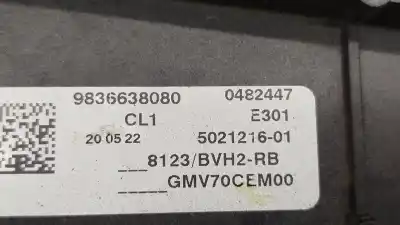 9836638080 0482447
CL1 E301
20 05 22 5021216-01
___8123/BVH2-RB
_____GMV70CEM00